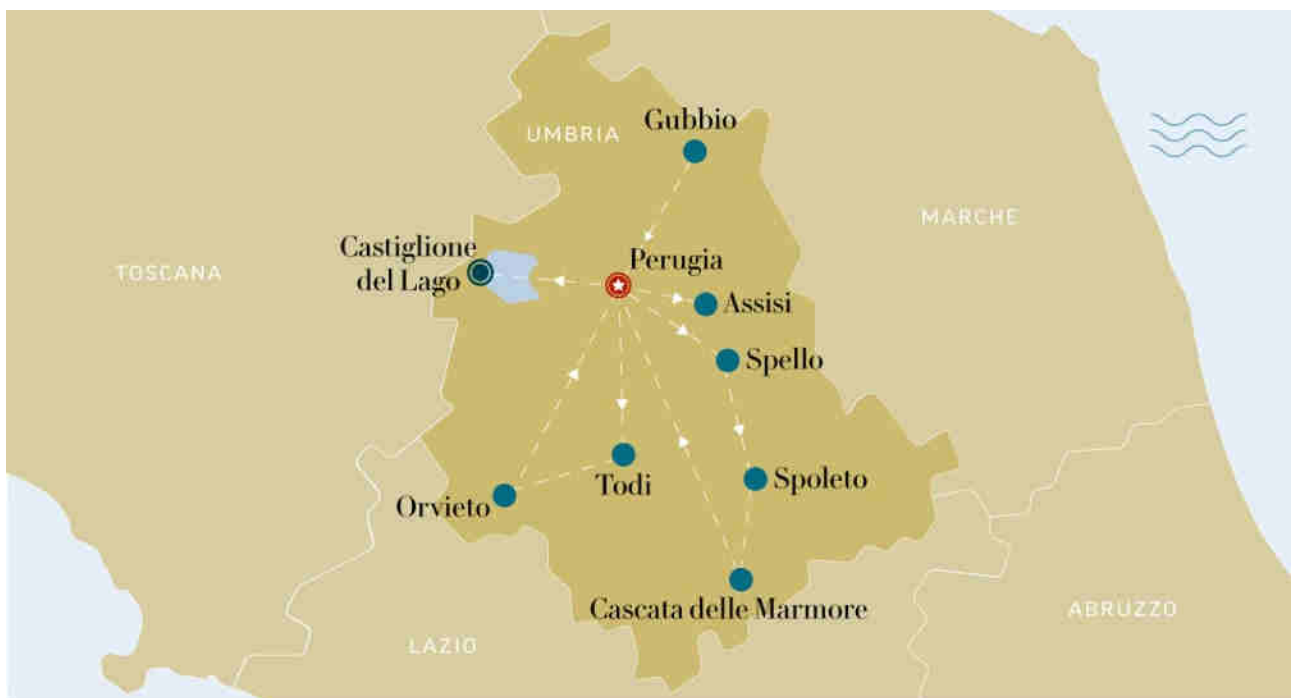 Gubbio
UMBRIA
MARCHE
Castiglione
del Lago
Perugia
TOSCANA
Assisi
Spello
Spoleto
Todi
Orvieto
Cascata delle Marmore
ABRUZZO
LAZIO